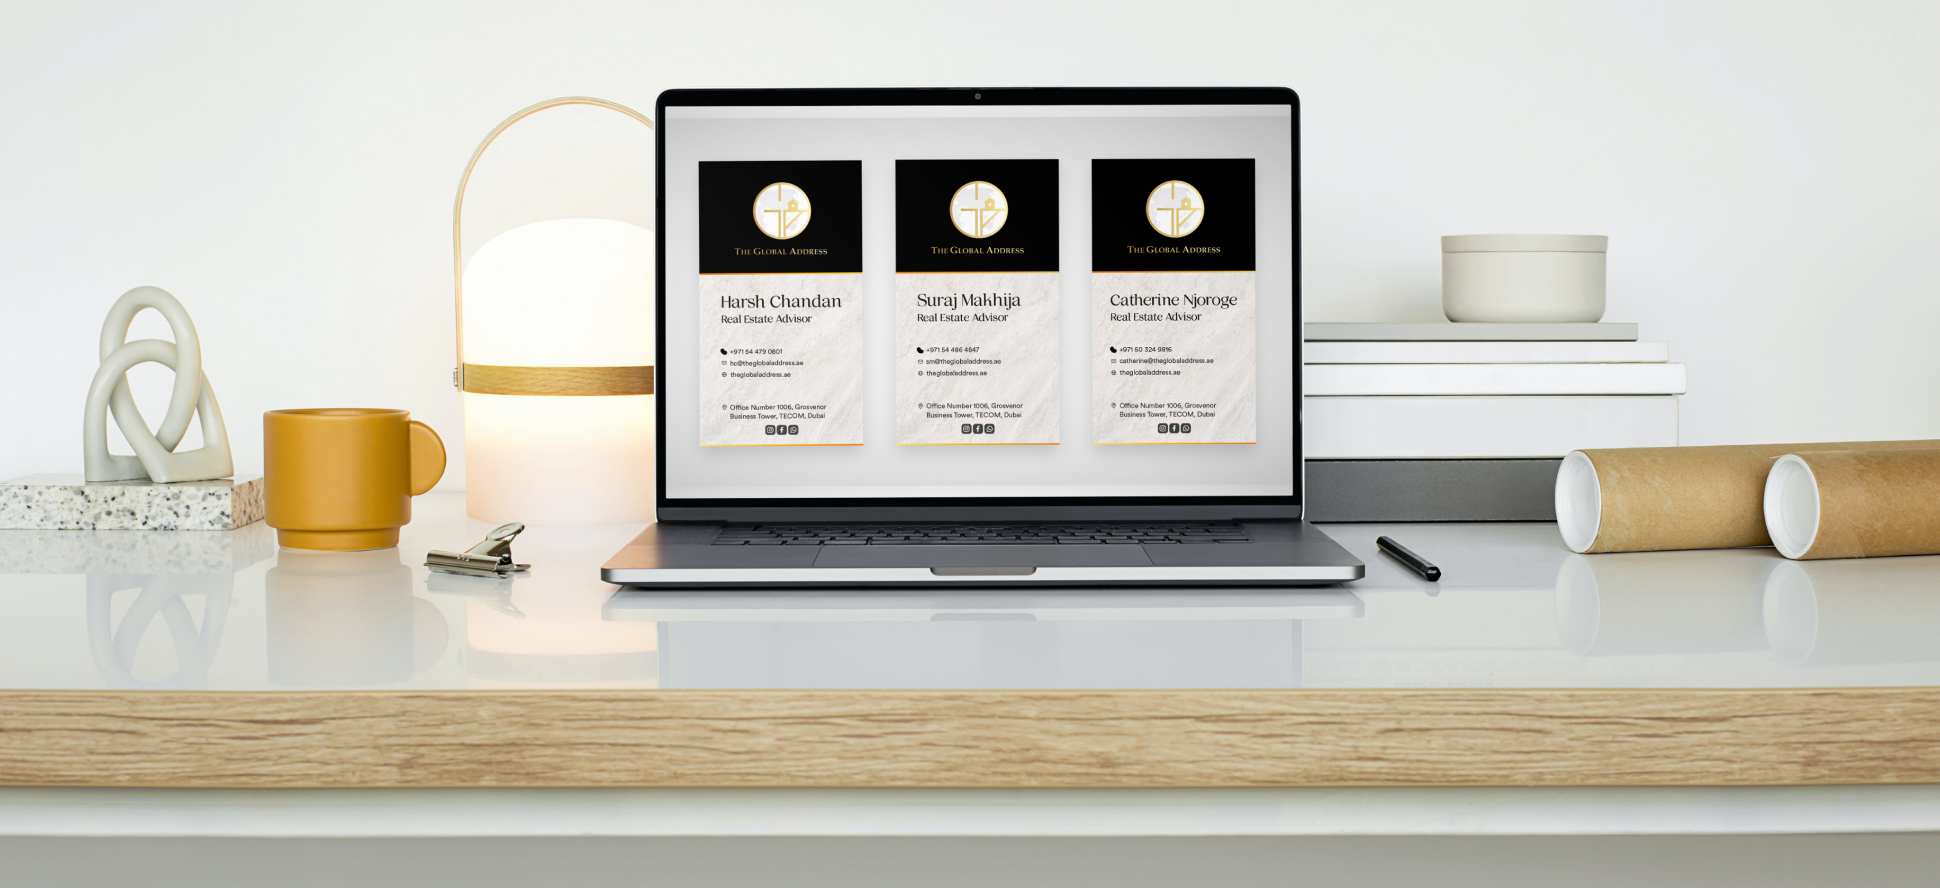 THE GLOBAL ADDRESS
Harsh Chandan
Real Estate Advisor
+971 54 479 0801
hc@theglobaladdress.ae
theglobaladdress.ae
Office Number 1006, Grosvenor
Business Tower, TECOM, Dubai
THE GLOBAL ADDRESS
Suraj Makhija
Real Estate Advisor
+971 54 486 4847
sm@theglobaladdress.ae
theglobaladdress.ae
Office Number 1006, Grosvenor
Business Tower, TECOM, Dubai
THE GLOBAL ADDRESS
Catherine Njoroge
Real Estate Advisor
+971 50 324 9816
catherine@theglobaladdress.ae
theglobaladdress.ae
Office Number 1006, Grosvenor
Business Tower, TECOM, Dubai